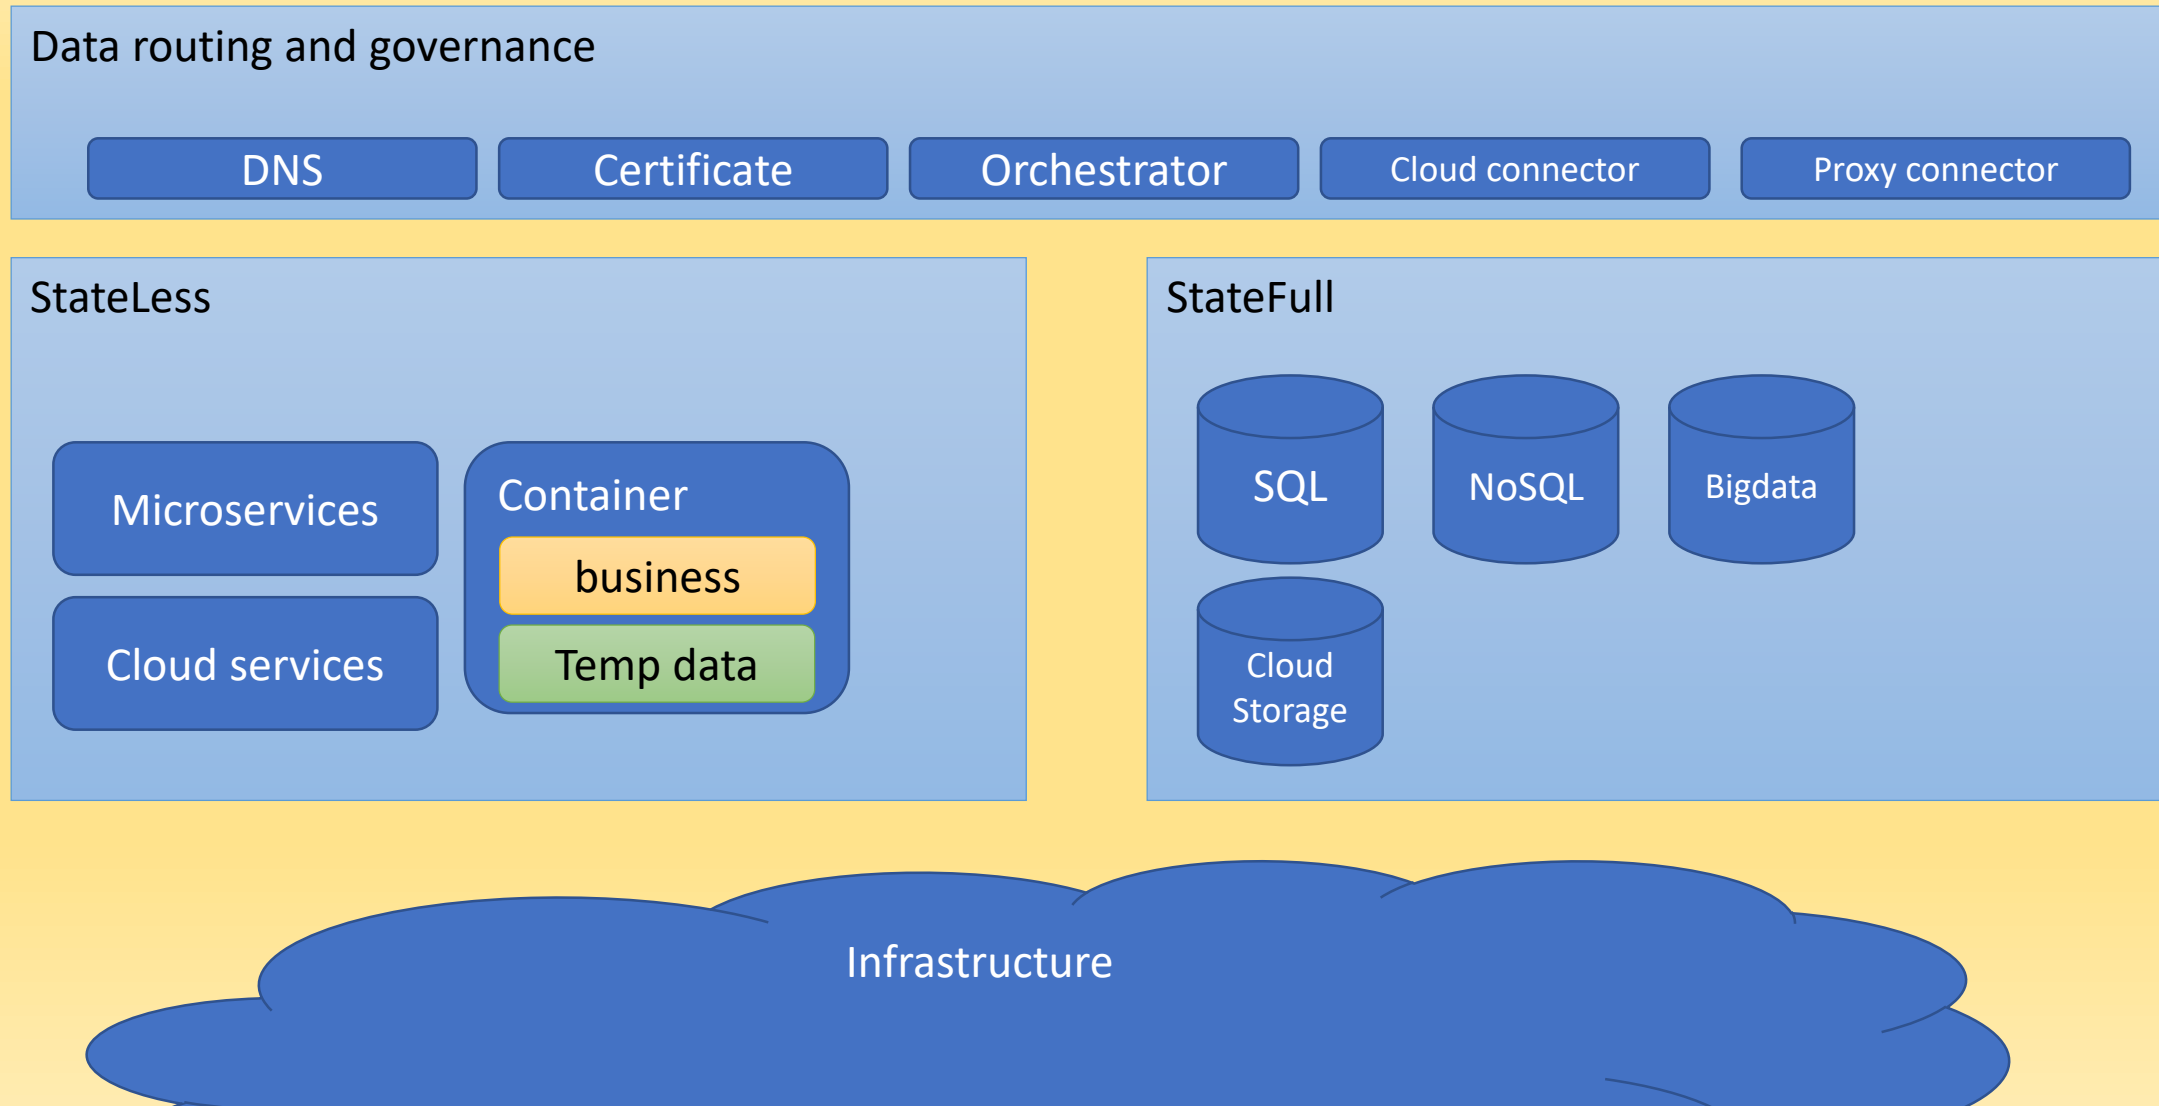 Data routing and governance
DNS
Certificate
Orchestrator
Cloud connector
Proxy connector
StateLess
Microservices
Cloud services
Container
business
Temp data
StateFull
SQL
NoSQL
Bigdata
Cloud
Storage
Infrastructure